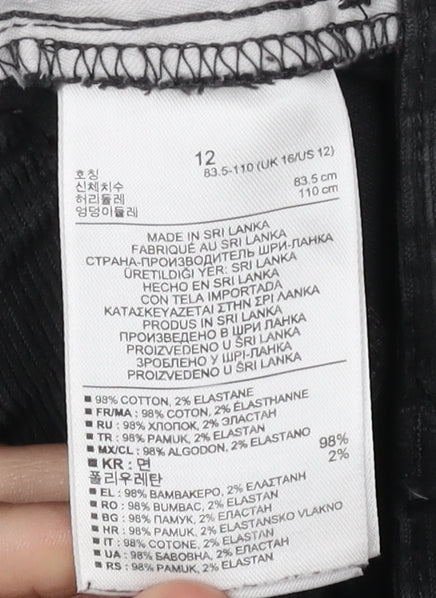 12
호칭 83.5-110 (UK 16/US 12)
신체치수
허리둘레 83.5 cm
엉덩이둘레 110 cm
MADE IN SRI LANKA
FABRIQUÉ AU SRI LANKA
СТРАНА-ПРОИЗВОДИТЕЛЬ ШРИ-ЛАНКА
ÜRETILDIĞI YER: SRI LANKA
HECHO EN SRI LANKA
CON TELA IMPORTADA
ΚΑΤΑΣΚΕΥΑΖΕΤΑΙ ΣΤΗΝ ΣΡΙ ΛΑΝΚΑ
PRODUS IN SRI LANKA
ПРОИЗВЕДЕНО В ШРИ ЛАНКА
PROIZVEDENO U SRI LANKA
ЗРОБЛЕНО У ШРІ-ЛАНКА
PROIZVEDENO U ŠRI LANKA
98% COTTON, 2% ELASTANE
FR/MA : 98% COTON, 2% ÉLASTHANNE
RU : 98% ХЛОПОК, 2% ЭЛАСТАН
TR : 98% PAMUK, 2% ELASTAN
MX/CL : 98% ALGODON, 2% ELASTANO
KR : 면 98%
폴리우레탄 2%
EL : 98% ΒΑΜΒΑΚΕΡΟ, 2% ΕΛΑΣΤΑΝΗ
RO : 98% BUMBAC, 2% ELASTAN
BG : 98% ПАМУК, 2% ЕЛАСТАН
HR : 98% PAMUK, 2% ELASTANSKO VLAKNO
IT : 98% COTONE, 2% ELASTAN
UA : 98% БАВОВНА, 2% ЕЛАСТАН
RS : 98% PAMUK, 2% ELASTAN